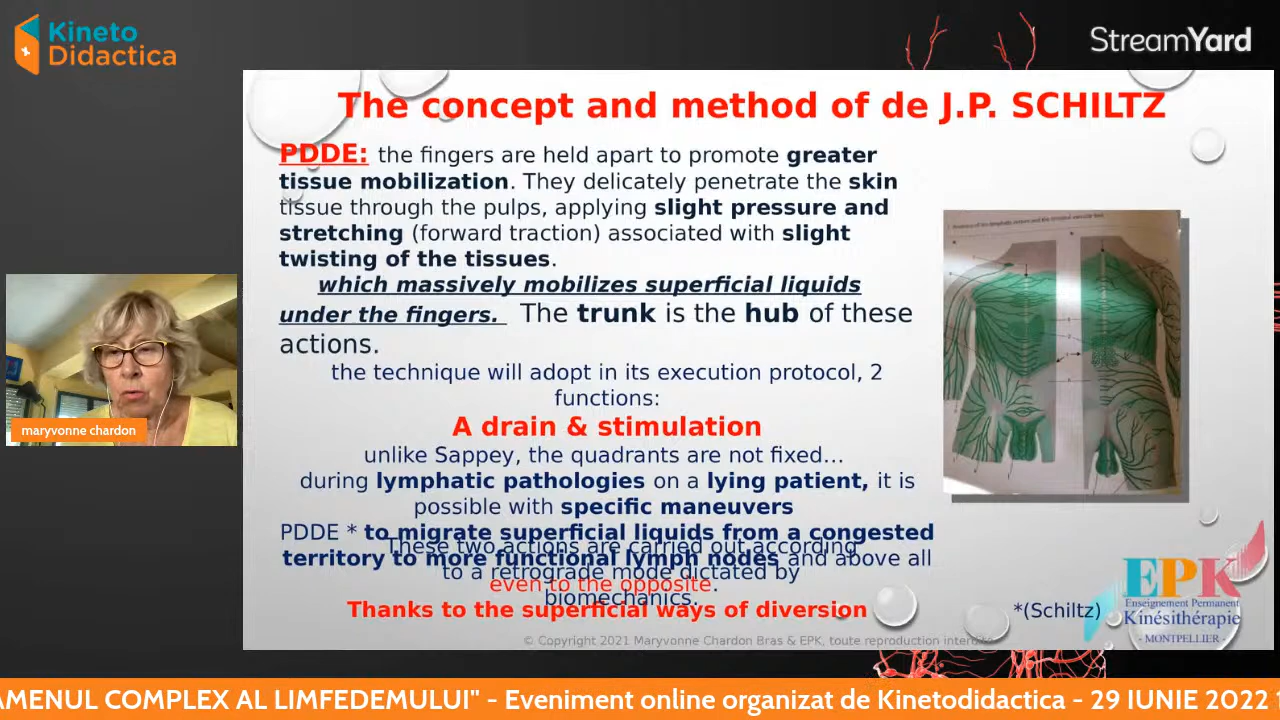 Kineto
Didactica
StreamYard
The concept and method of de J.P. SCHILTZ
PDDE: the fingers are held apart to promote greater
tissue mobilization. They delicately penetrate the skin
tissue through the pulps, applying slight pressure and
stretching (forward traction) associated with slight
twisting of the tissues.
which massively mobilizes superficial liquids
under the fingers. The trunk is the hub of these
actions.
the technique will adopt in its execution protocol, 2
functions:
A drain & stimulation
unlike Sappey, the quadrants are not fixed...
during lymphatic pathologies on a lying patient, it is
possible with specific maneuvers
PDDE * to migrate superficial liquids from a congested
These two actions are carried out according
territory to more functional lymph nodes and above all
to a retrograde mode dictated by
even to the opposite.
biomechanics.
Thanks to the superficial ways of diversion
*(Schiltz)
EPK
Enseignement Permanent
Kinésithérapie
- MONTPELLIER -
© Copyright 2021 Maryvonne Chardon Bras & EPK, toute reproduction interdite
maryvonne chardon
AMENUL COMPLEX AL LIMFEDEMULUI" - Eveniment online organizat de Kinetodidactica - 29 IUNIE 2022